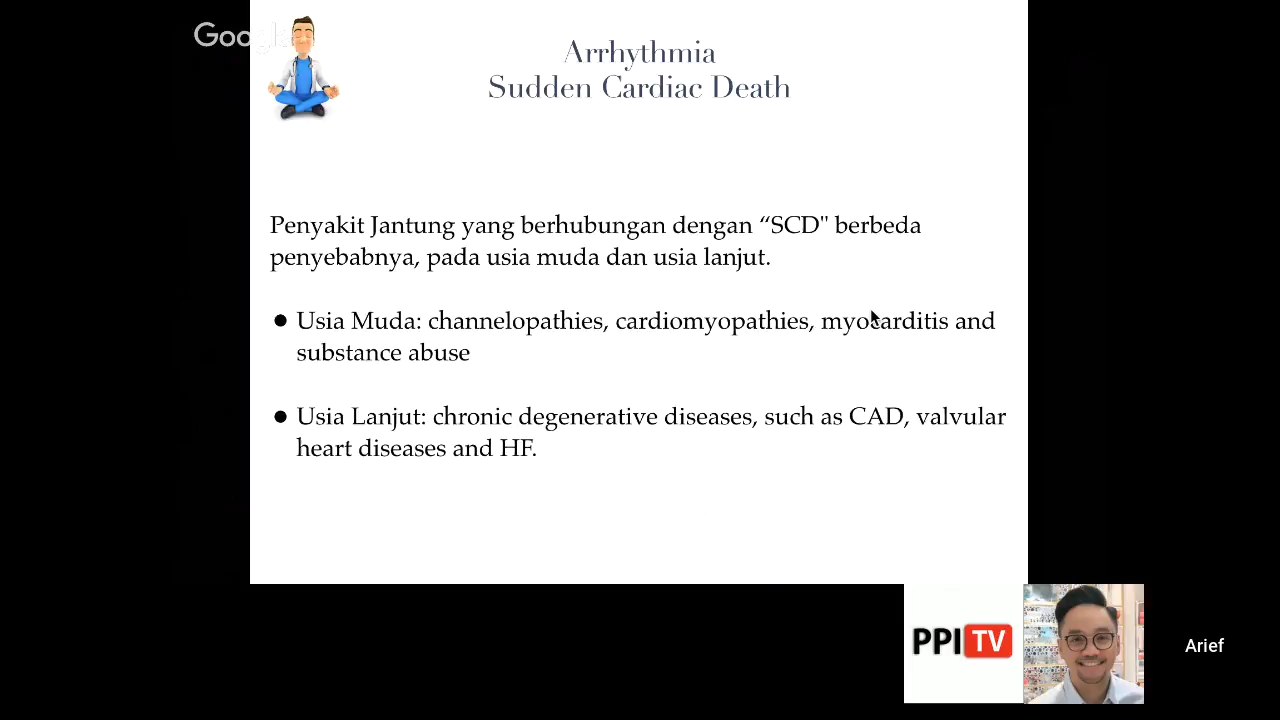 Google
Arrhythmia
Sudden Cardiac Death
Penyakit Jantung yang berhubungan dengan “SCD" berbeda
penyebabnya, pada usia muda dan usia lanjut.
● Usia Muda: channelopathies, cardiomyopathies, myocarditis and
substance abuse
● Usia Lanjut: chronic degenerative diseases, such as CAD, valvular
heart diseases and HF.
PPI TV
Arief